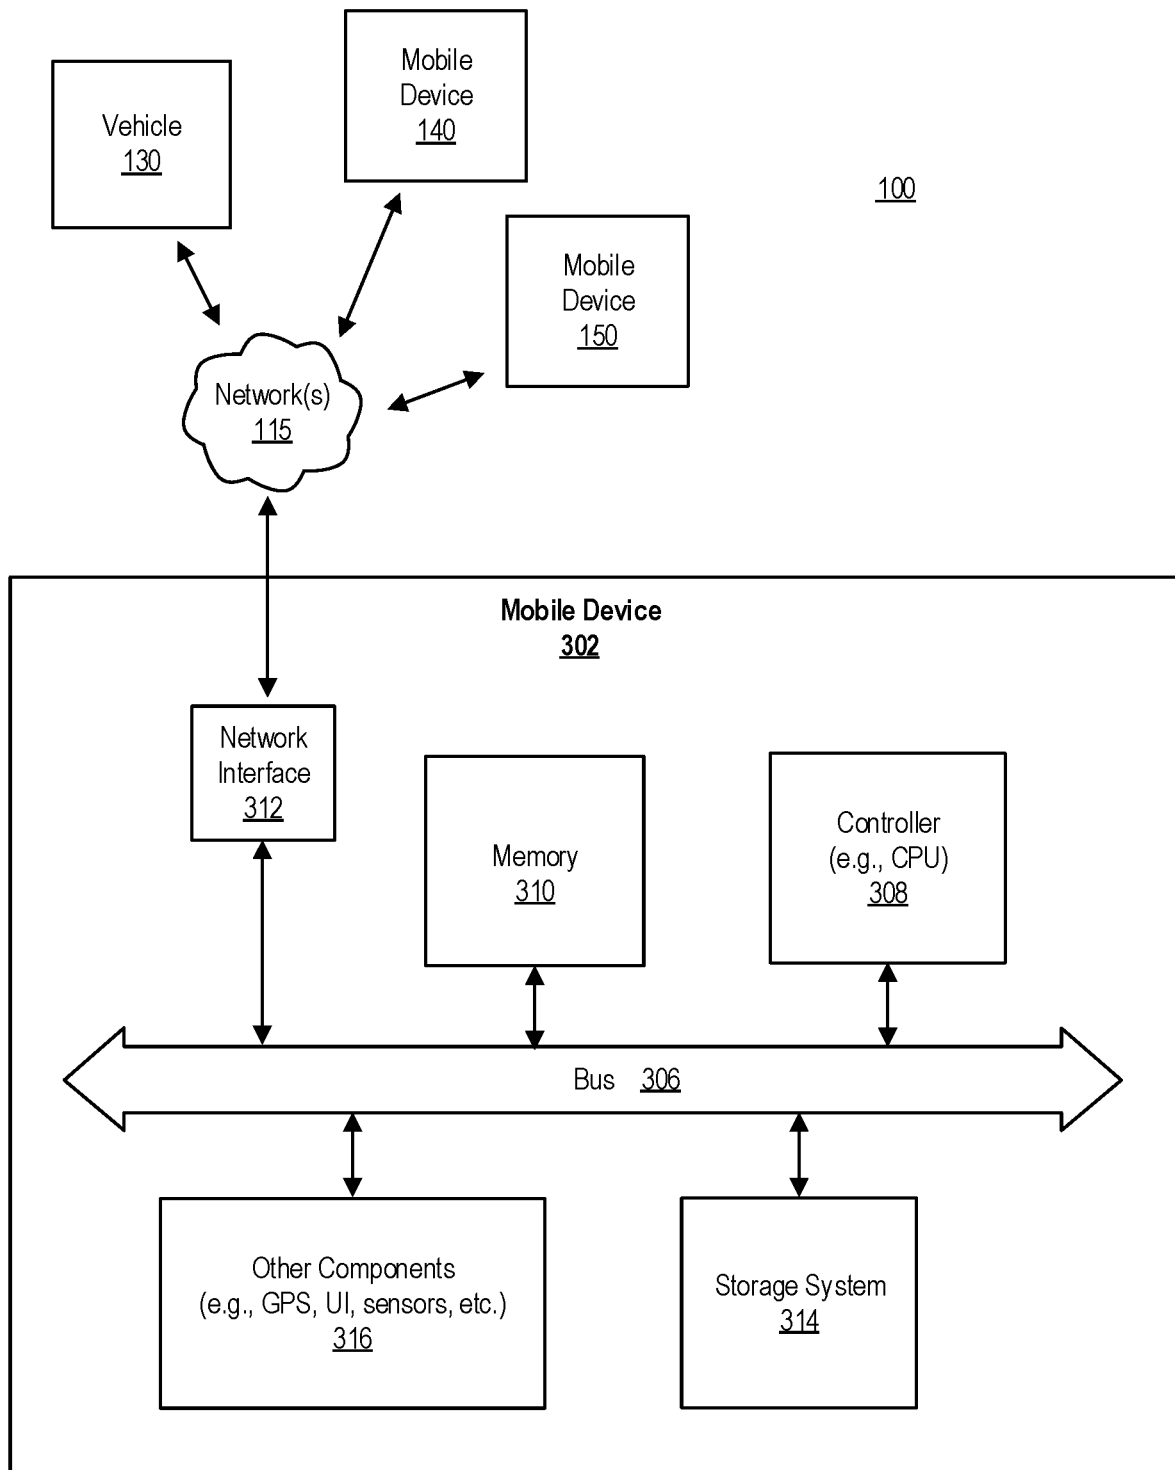 Mobile
Device
140
Vehicle
130
100
Mobile
Device
150
Network(s)
115
Mobile Device
302
Network
Interface
312
Memory
310
Controller
(e.g., CPU)
308
Bus 306
Other Components
(e.g., GPS, UI, sensors, etc.)
316
Storage System
314